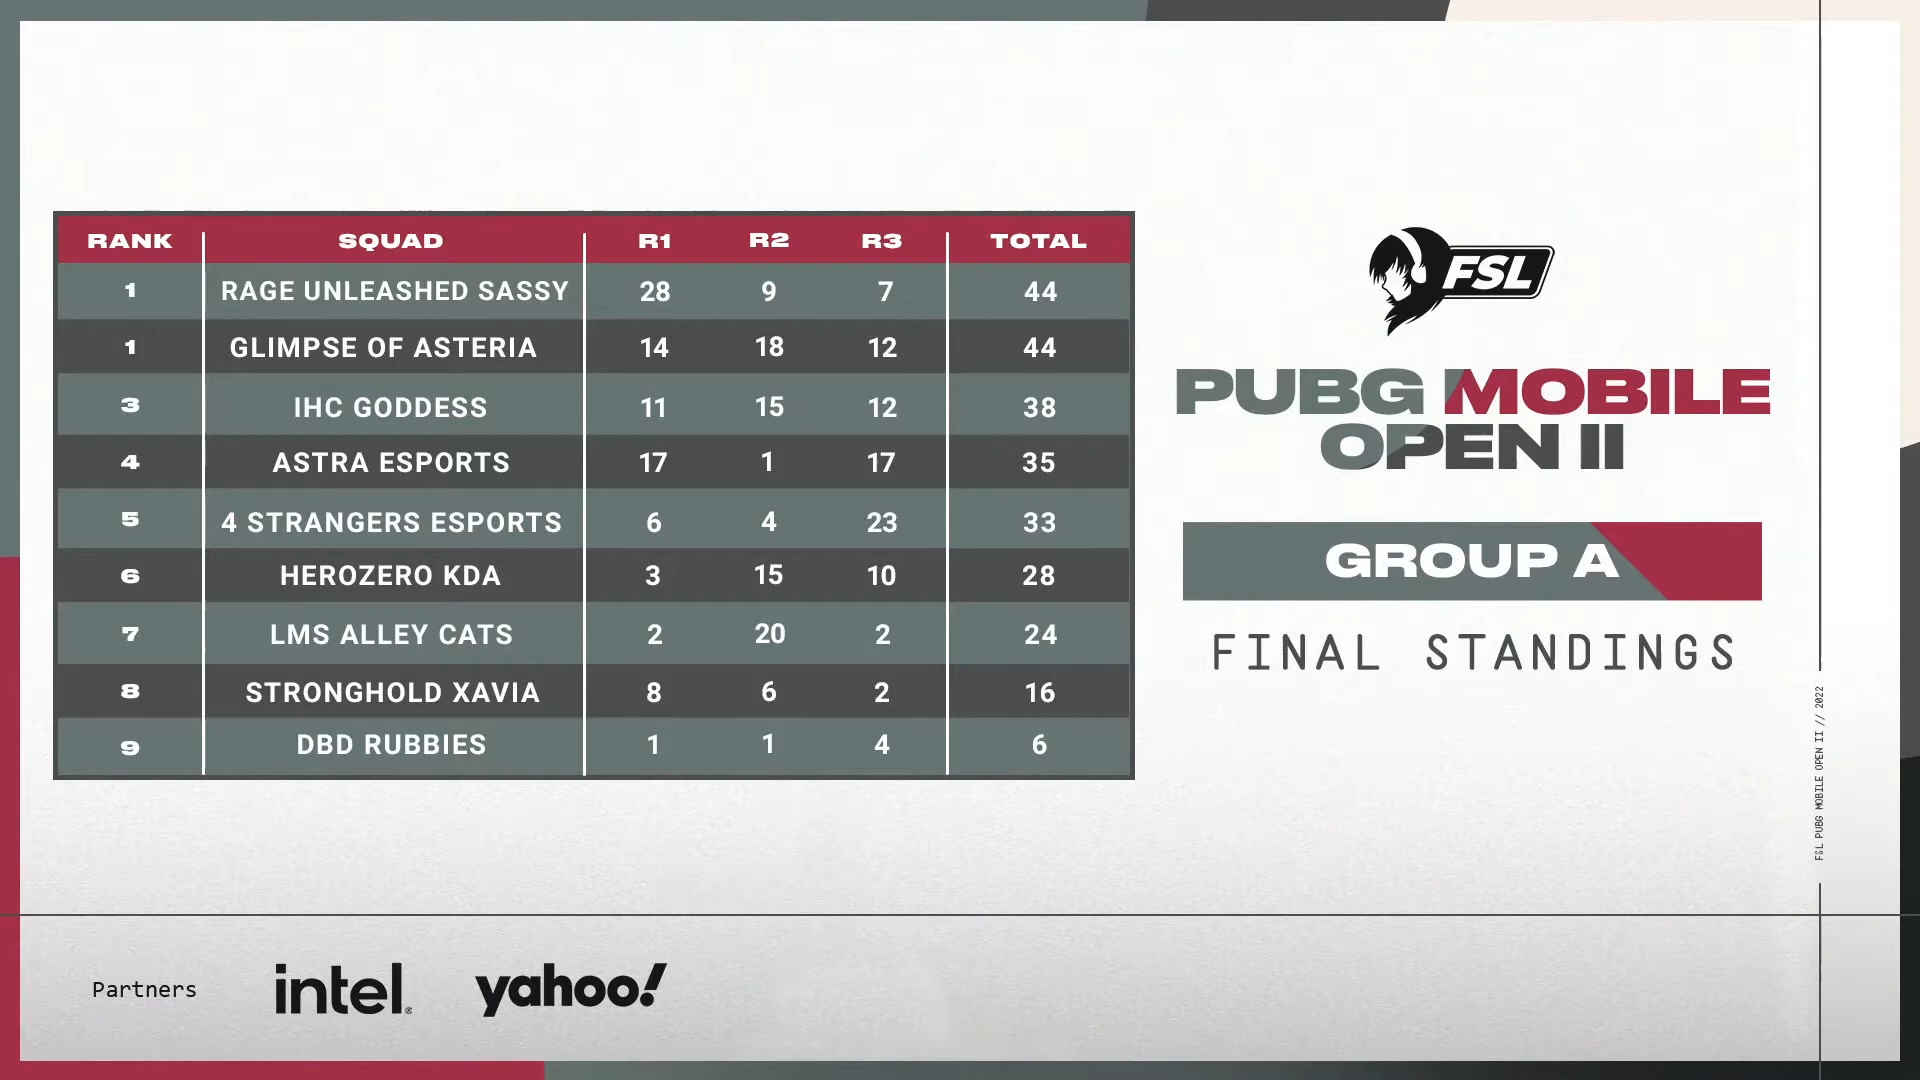 RANK SQUAD R1 R2 R3 TOTAL
1 RAGE UNLEASHED SASSY 28 9 7 44
1 GLIMPSE OF ASTERIA 14 18 12 44
3 IHC GODDESS 11 15 12 38
4 ASTRA ESPORTS 17 1 17 35
5 4 STRANGERS ESPORTS 6 4 23 33
6 HEROZERO KDA 3 15 10 28
7 LMS ALLEY CATS 2 20 2 24
8 STRONGHOLD XAVIA 8 6 2 16
9 DBD RUBBIES 1 1 4 6
FSL
PUBG MOBILE
OPEN II
GROUP A
FINAL STANDINGS
FSL PUBG MOBILE OPEN II // 2022
Partners intel® yahoo!